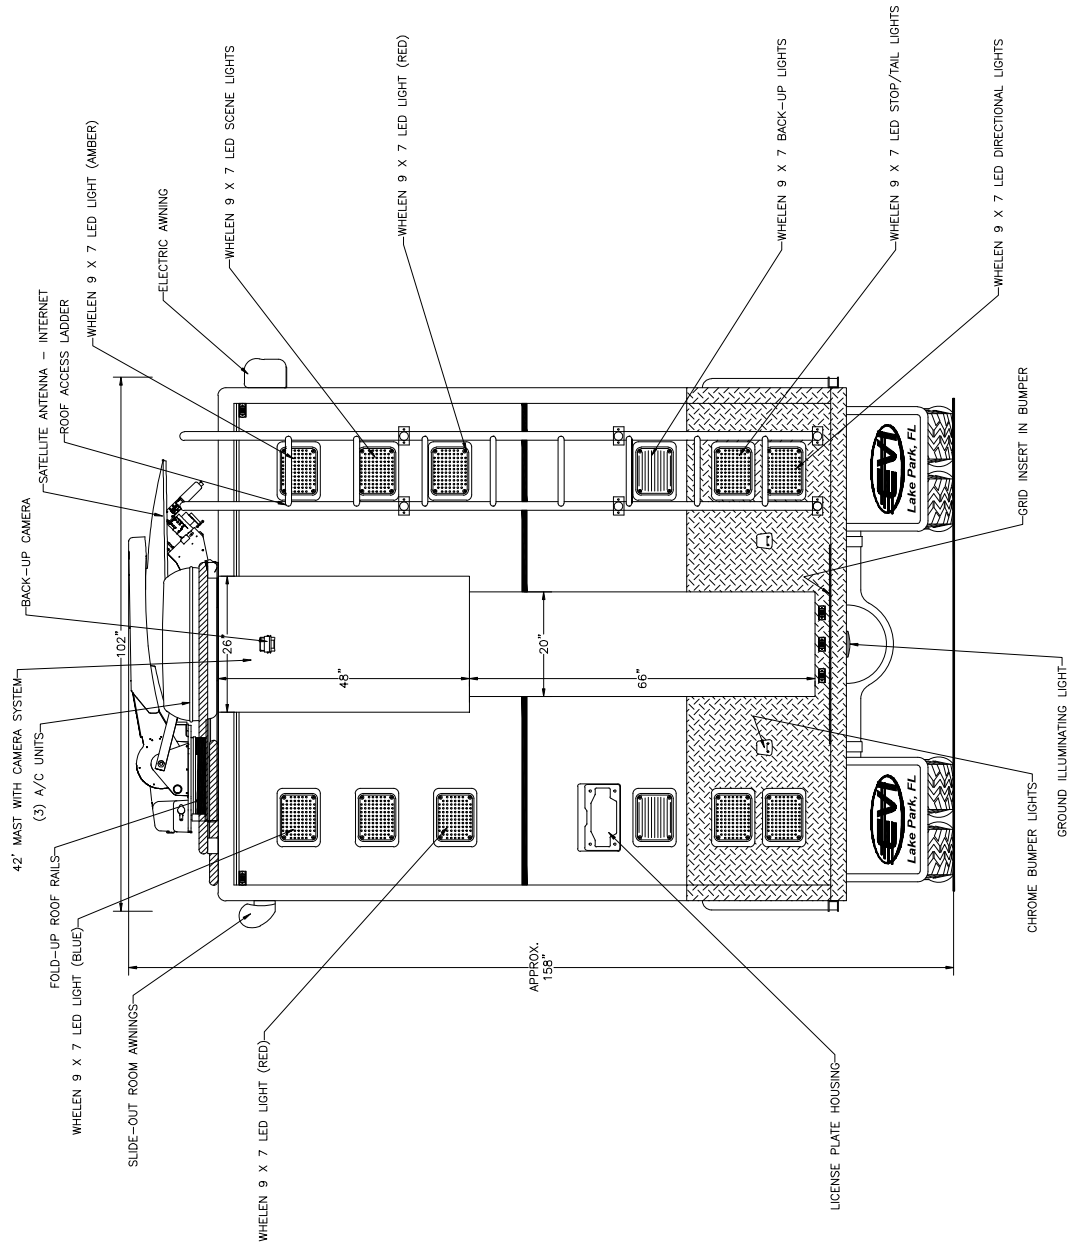 42' MAST WITH CAMERA SYSTEM
(3) A/C UNITS
BACK-UP CAMERA
SATELLITE ANTENNA - INTERNET
ROOF ACCESS LADDER
WHELEN 9 X 7 LED LIGHT (AMBER)
ELECTRIC AWNING
WHELEN 9 X 7 LED SCENE LIGHTS
WHELEN 9 X 7 LED LIGHT (RED)
WHELEN 9 X 7 BACK-UP LIGHTS
WHELEN 9 X 7 LED STOP/TAIL LIGHTS
WHELEN 9 X 7 LED DIRECTIONAL LIGHTS
GRID INSERT IN BUMPER
GROUND ILLUMINATING LIGHT
CHROME BUMPER LIGHTS
LICENSE PLATE HOUSING
WHELEN 9 X 7 LED LIGHT (RED)
SLIDE-OUT ROOM AWNINGS
WHELEN 9 X 7 LED LIGHT (BLUE)
FOLD-UP ROOF RAILS
102"
26"
48"
20"
66"
APPROX.
158"
Lake Park, FL
Lake Park, FL